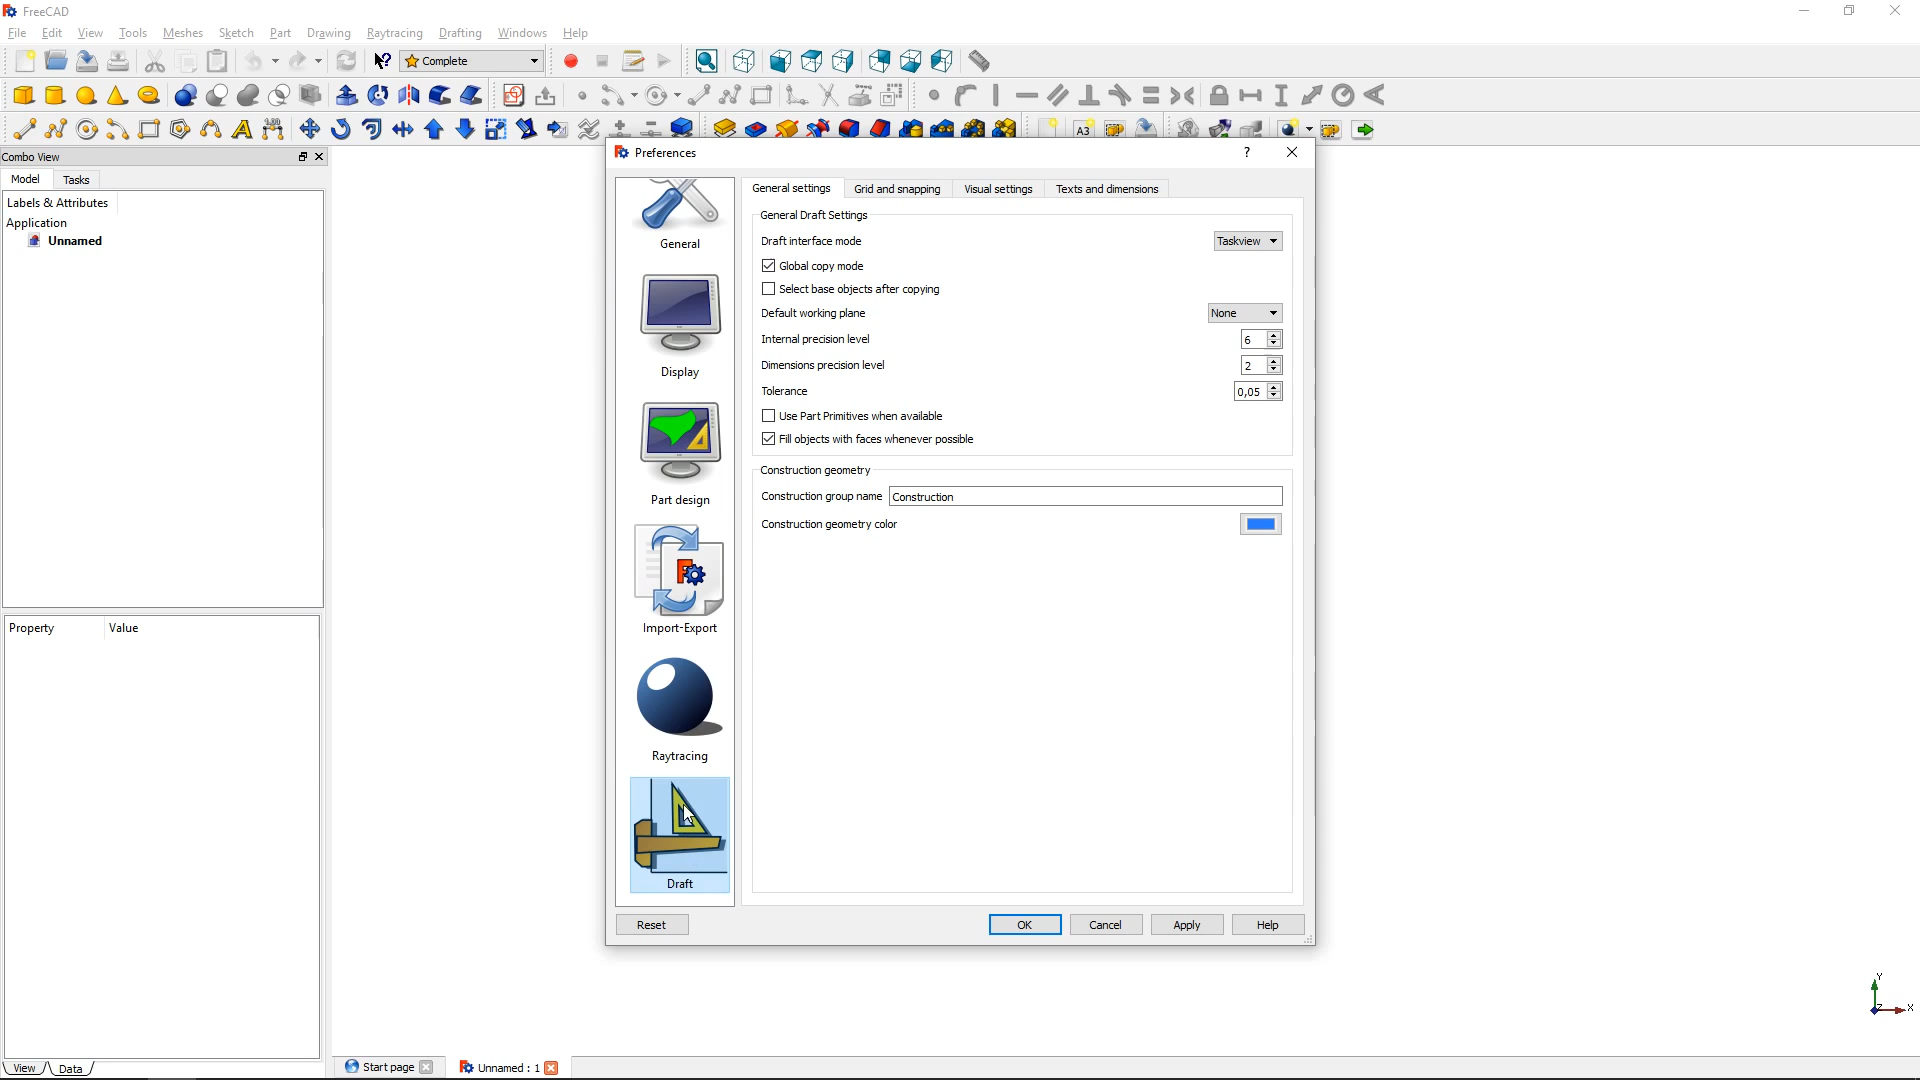 FreeCAD
File Edit View Tools Meshes Sketch Part Drawing Raytracing Drafting Windows Help
Complete
1.00
A3
Combo View
Model Tasks
Labels & Attributes
Application
Unnamed
Property Value
View Data
Preferences ?
General
Display
Part design
Import-Export
Raytracing
Draft
General settings Grid and snapping Visual settings Texts and dimensions
General Draft Settings
Draft interface mode Taskview
Global copy mode
Select base objects after copying
Default working plane None
Internal precision level 6
Dimensions precision level 2
Tolerance 0,05
Use Part Primitives when available
Fill objects with faces whenever possible
Construction geometry
Construction group name Construction
Construction geometry color
Reset OK Cancel Apply Help
Y
Z X
Start page Unnamed : 1